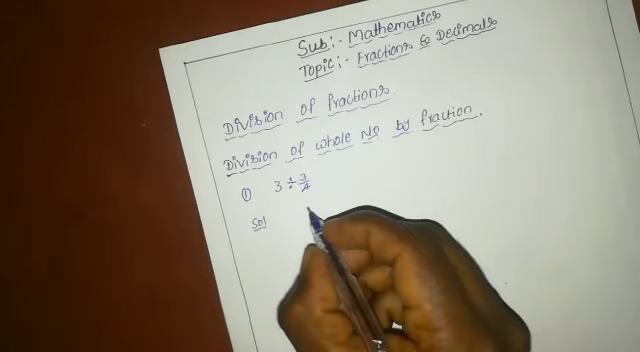 Sub:- Mathematics
Topic:- Fractions & Decimals
Division of fractions.
Division of whole No by fraction.
① 3 ÷ 3/4
Sol